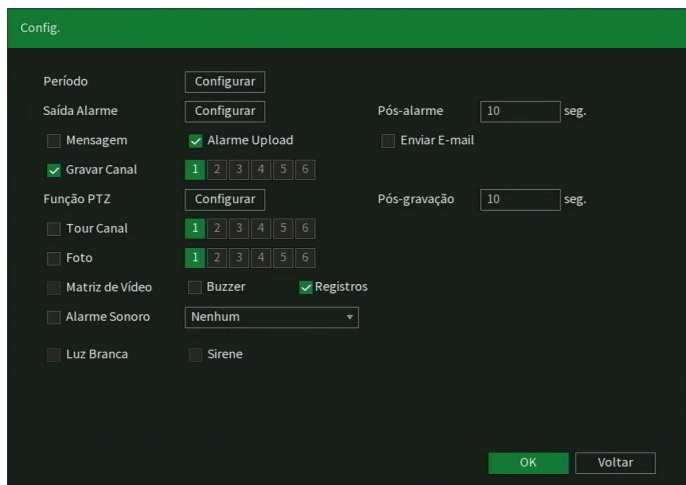 Config.
Período Configurar
Saída Alarme Configurar Pós-alarme 10 seg.
Mensagem Alarme Upload Enviar E-mail
Gravar Canal 1 2 3 4 5 6
Função PTZ Configurar Pós-gravação 10 seg.
Tour Canal 1 2 3 4 5 6
Foto 1 2 3 4 5 6
Matriz de Vídeo Buzzer Registros
Alarme Sonoro Nenhum
Luz Branca Sirene
OK Voltar